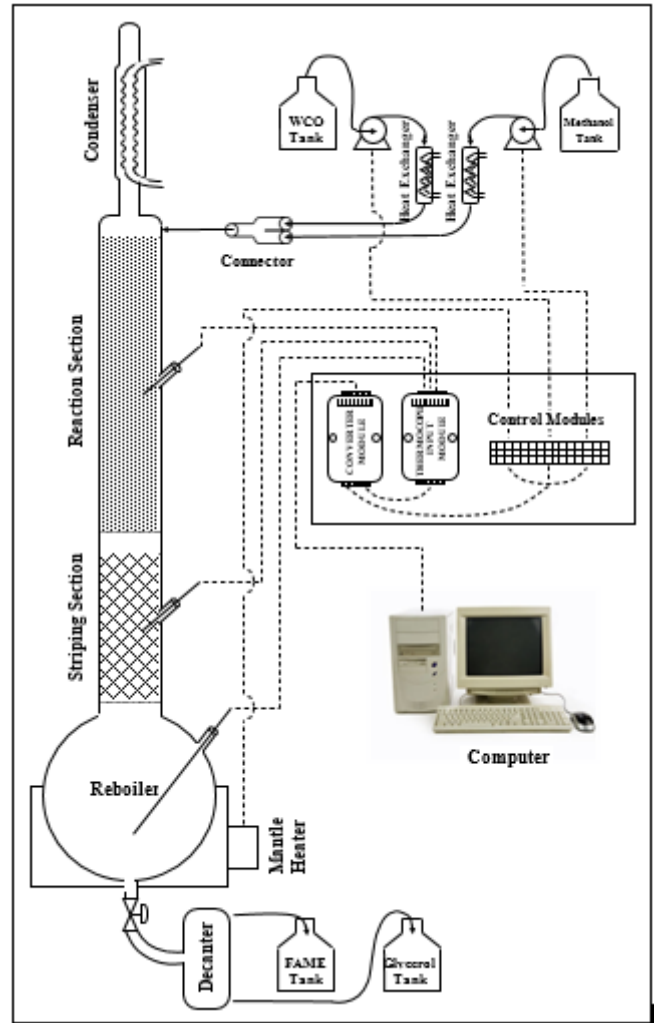 Condenser
WCO
Tank
Heat Exchanger
Heat Exchanger
Methanol
Tank
Connector
Reaction Section
Control Modules
CONVERTER
MODULE
THERMOCOPLE
INPUT
MODULE
Striping Section
Computer
Reboiler
Mantle
Heater
Decanter
FAME
Tank
Glycerol
Tank